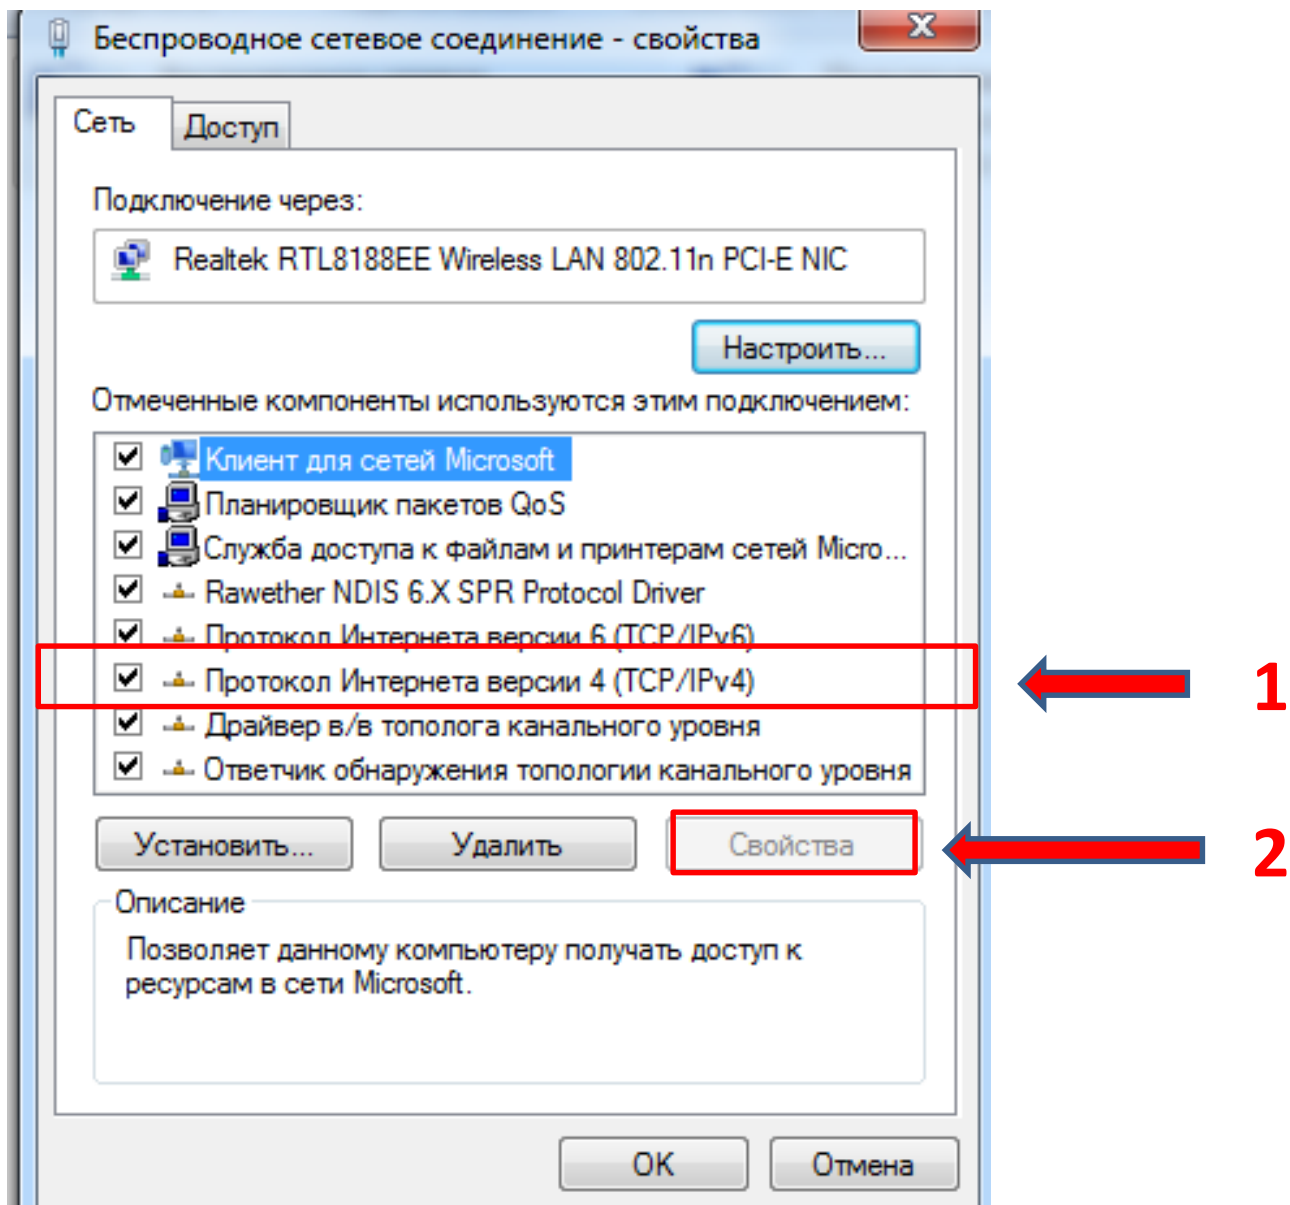 Беспроводное сетевое соединение - свойства
Сеть
Доступ
Подключение через:
Realtek RTL8188EE Wireless LAN 802.11n PCI-E NIC
Настроить...
Отмеченные компоненты используются этим подключением:
Клиент для сетей Microsoft
Планировщик пакетов QoS
Служба доступа к файлам и принтерам сетей Micro...
Rawether NDIS 6.X SPR Protocol Driver
Протокол Интернета версии 6 (TCP/IPv6)
Протокол Интернета версии 4 (TCP/IPv4)
1
Драйвер в/в тополога канального уровня
Ответчик обнаружения топологии канального уровня
Установить...
Удалить
Свойства
2
Описание
Позволяет данному компьютеру получать доступ к
ресурсам в сети Microsoft.
OK
Отмена